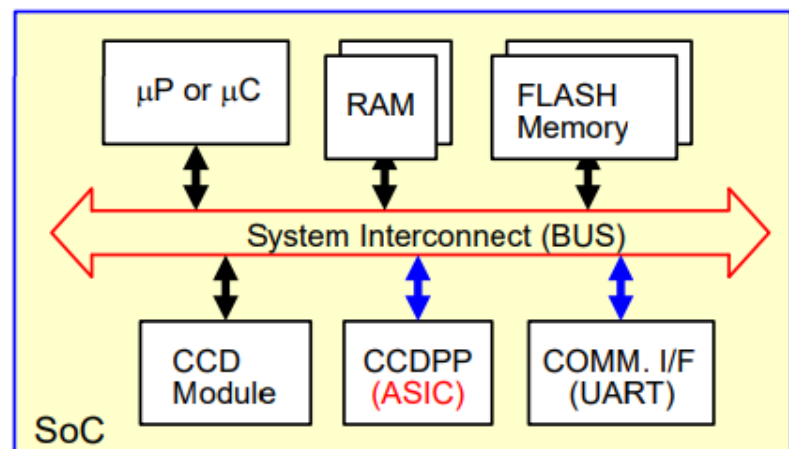 μP or μC
RAM
FLASH
Memory
System Interconnect (BUS)
CCD
Module
CCDPP
(ASIC)
COMM. I/F
(UART)
SoC